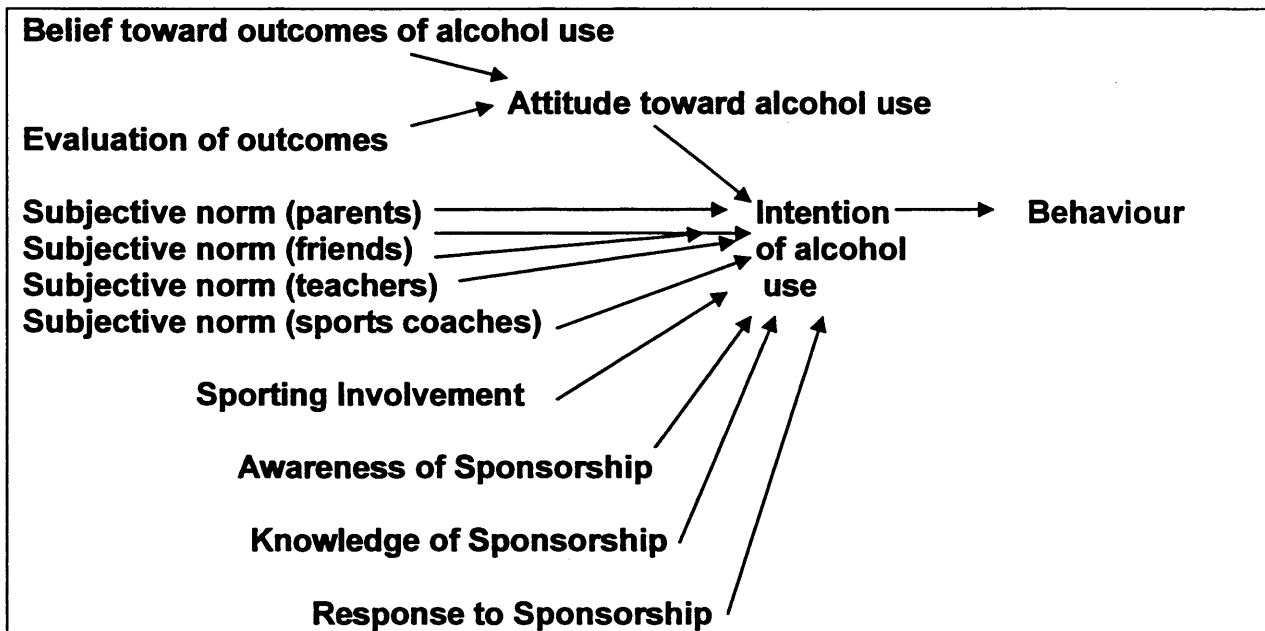 Belief toward outcomes of alcohol use
Attitude toward alcohol use
Evaluation of outcomes
Subjective norm (parents)
Subjective norm (friends)
Subjective norm (teachers)
Subjective norm (sports coaches)
Intention
of alcohol
use
Behaviour
Sporting Involvement
Awareness of Sponsorship
Knowledge of Sponsorship
Response to Sponsorship